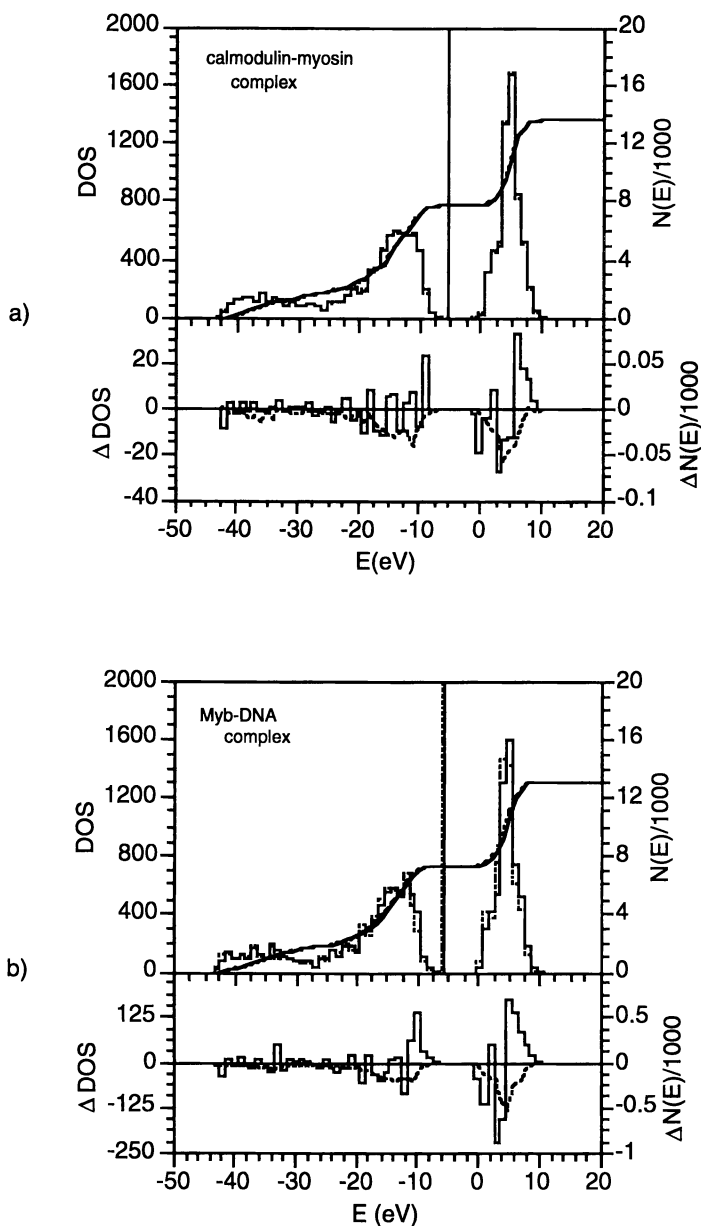 a)
calmodulin-myosin
complex
DOS
2000
1600
1200
800
400
0
N(E)/1000
20
16
12
8
4
0
Δ DOS
20
0
-20
-40
ΔN(E)/1000
0.05
0
-0.05
-0.1
-50 -40 -30 -20 -10 0 10 20
E(eV)
b)
Myb-DNA
complex
DOS
2000
1600
1200
800
400
0
N(E)/1000
20
16
12
8
4
0
Δ DOS
125
0
-125
-250
ΔN(E)/1000
0.5
0
-0.5
-1
-50 -40 -30 -20 -10 0 10 20
E (eV)